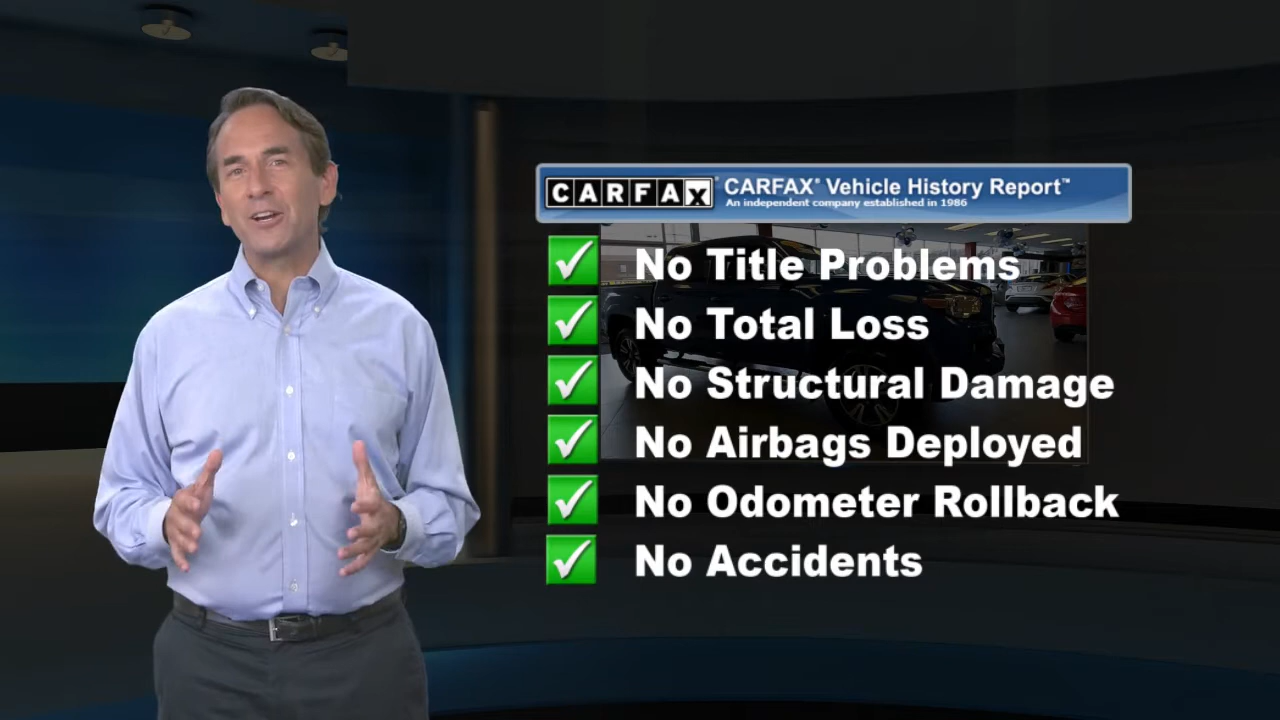 CARFAX® CARFAX® Vehicle History Report™
An independent company established in 1986
No Title Problems
No Total Loss
No Structural Damage
No Airbags Deployed
No Odometer Rollback
No Accidents